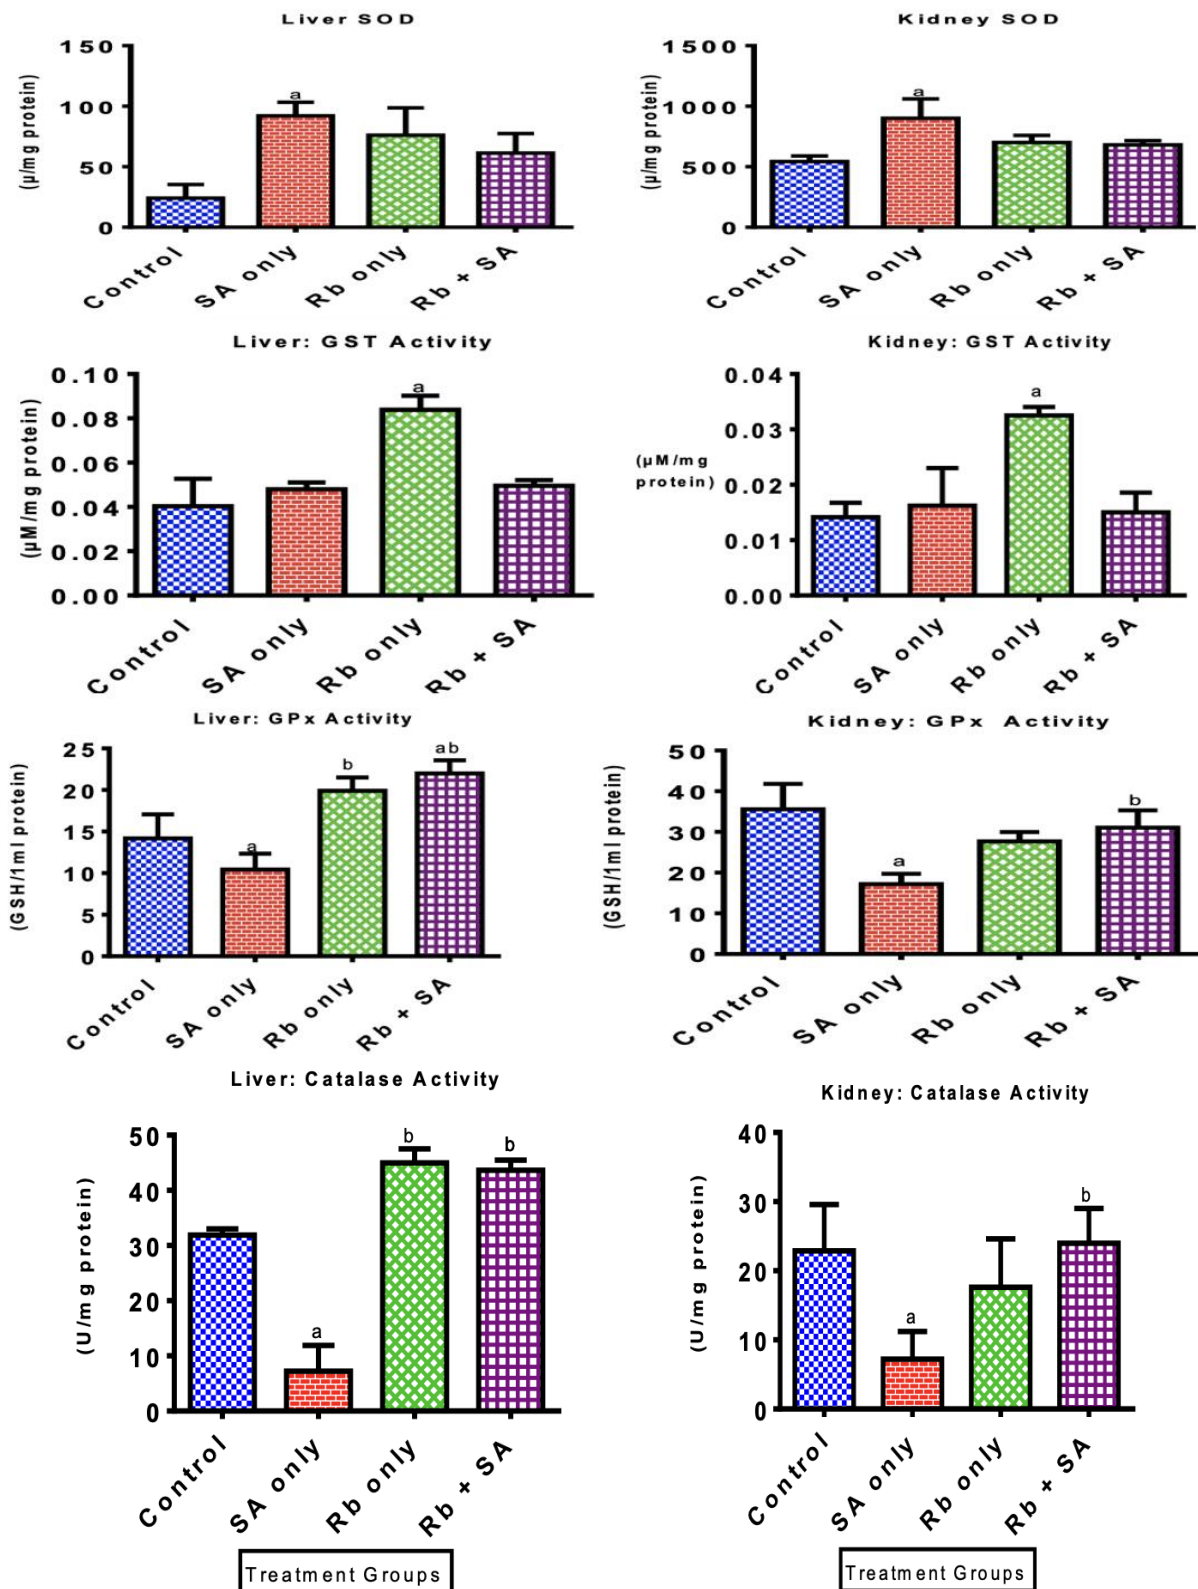 Liver SOD
(µ/mg protein)
150
100
50
0
a
Control
SA only
Rb only
Rb + SA
Kidney SOD
(µ/mg protein)
1500
1000
500
0
a
Control
SA only
Rb only
Rb + SA
Liver: GST Activity
(µM/mg protein)
0.10
0.08
0.06
0.04
0.02
0.00
a
Control
SA only
Rb only
Rb + SA
Kidney: GST Activity
(µM/mg
protein)
0.04
0.03
0.02
0.01
0.00
a
Control
SA only
Rb only
Rb + SA
Liver: GPx Activity
(GSH/1ml protein)
25
20
15
10
5
0
a
b
ab
Control
SA only
Rb only
Rb + SA
Kidney: GPx Activity
(GSH/1ml protein)
50
40
30
20
10
0
a
b
Control
SA only
Rb only
Rb + SA
Liver: Catalase Activity
(U/mg protein)
50
40
30
20
10
0
a
b
b
Control
SA only
Rb only
Rb + SA
Treatment Groups
Kidney: Catalase Activity
(U/mg protein)
40
30
20
10
0
a
b
Control
SA only
Rb only
Rb + SA
Treatment Groups